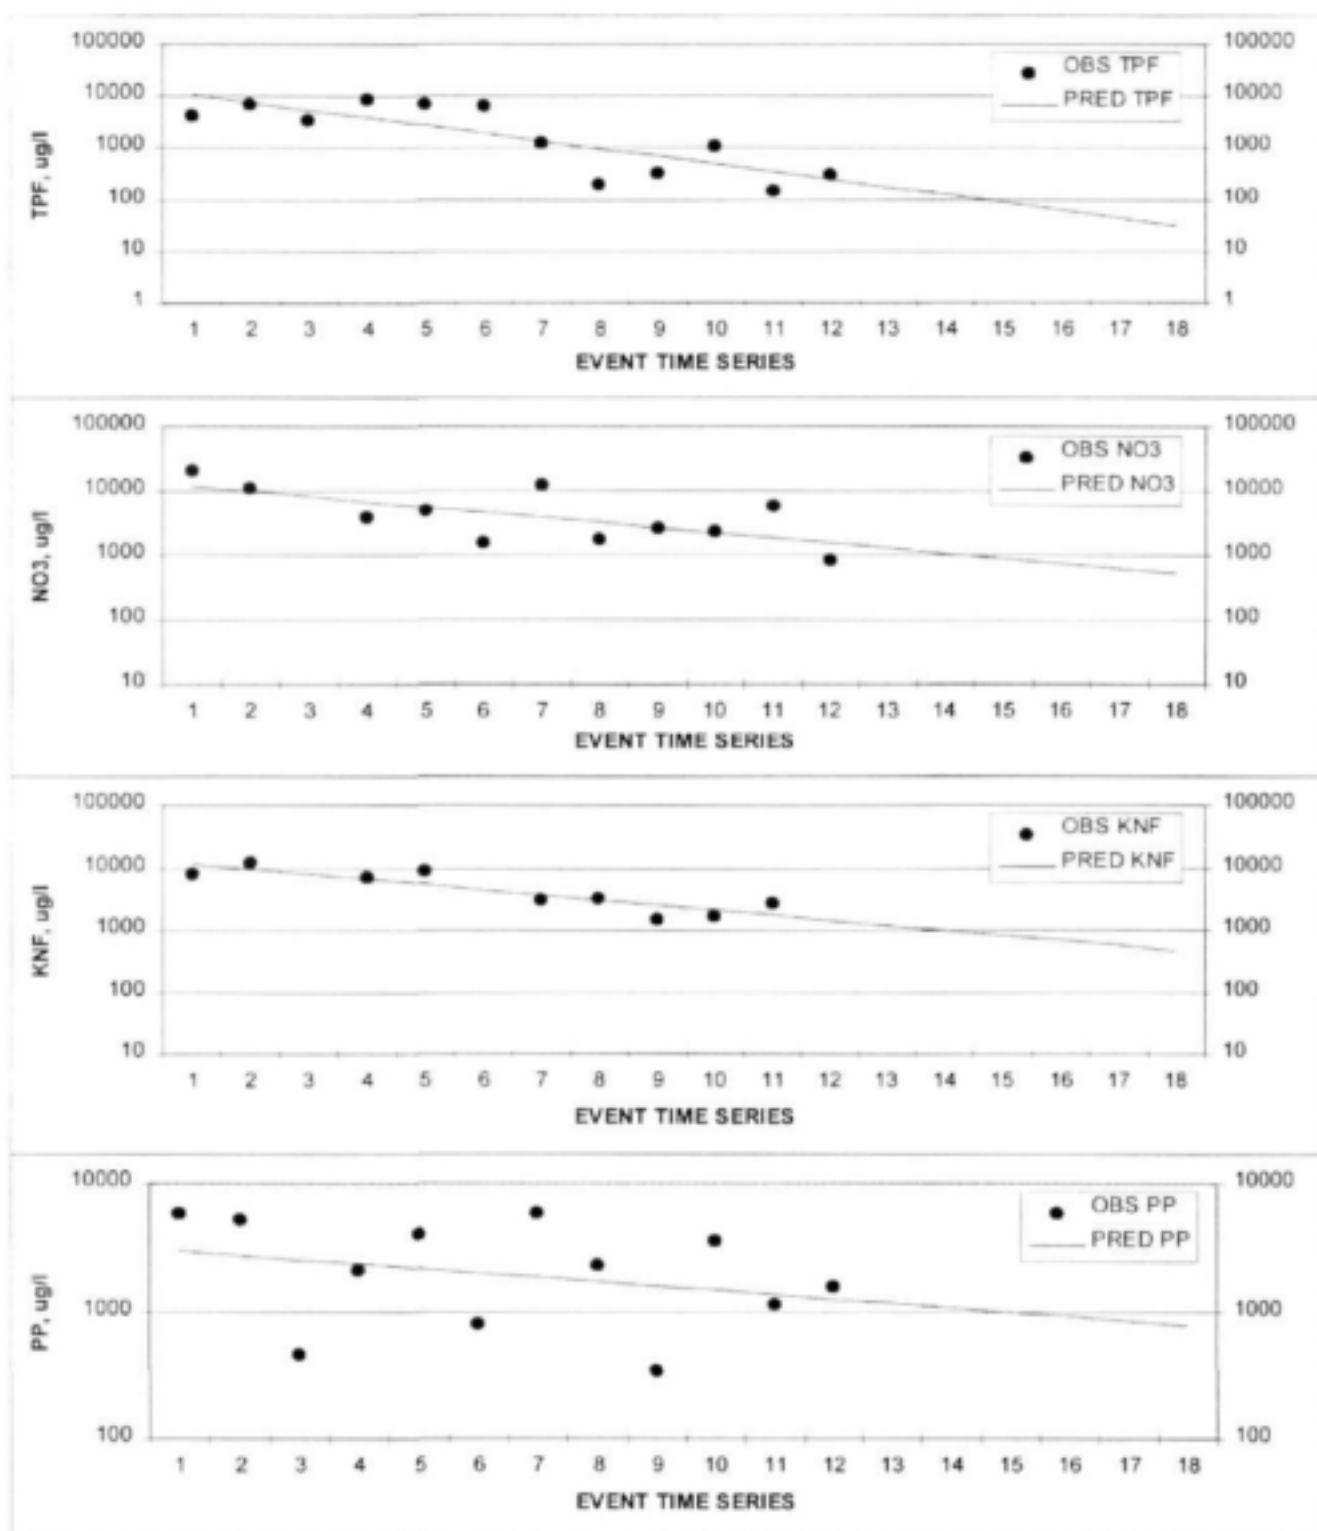 100000 100000
OBS TPF
10000 PRED TPF 10000
1000 1000
TPF, ug/l
100 100
10 10
1 1
1 2 3 4 5 6 7 8 9 10 11 12 13 14 15 16 17 18
EVENT TIME SERIES
100000 100000
OBS NO3
10000 PRED NO3 10000
NO3, ug/l
1000 1000
100 100
10 10
1 2 3 4 5 6 7 8 9 10 11 12 13 14 15 16 17 18
EVENT TIME SERIES
100000 100000
OBS KNF
10000 PRED KNF 10000
KNF, ug/l
1000 1000
100 100
10 10
1 2 3 4 5 6 7 8 9 10 11 12 13 14 15 16 17 18
EVENT TIME SERIES
10000 10000
OBS PP
PRED PP
PP, ug/l
1000 1000
100 100
1 2 3 4 5 6 7 8 9 10 11 12 13 14 15 16 17 18
EVENT TIME SERIES